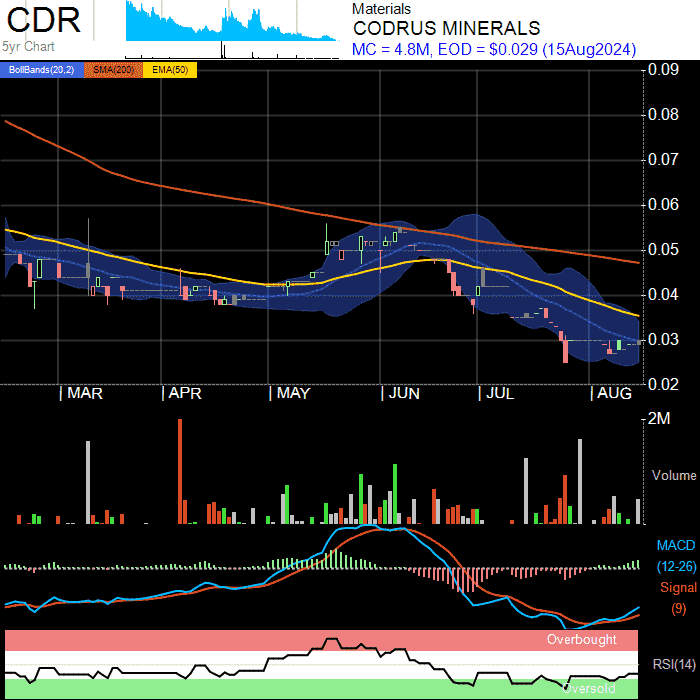 CDR
5yr Chart
Materials
CODRUS MINERALS
MC = 4.8M, EOD = $0.029 (15Aug2024)
BollBands(20,2) SMA(200) EMA(50)
0.09
0.08
0.07
0.06
0.05
0.04
0.03
0.02
MAR APR MAY JUN JUL AUG
2M
Volume
MACD
(12-26)
Signal
(9)
Overbought
RSI(14)
Oversold